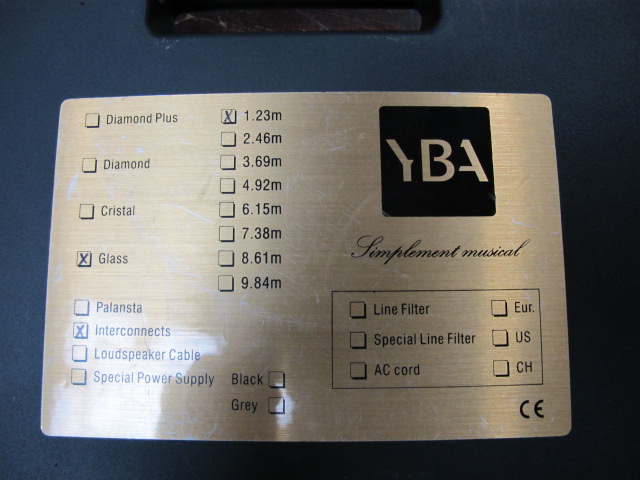 Diamond Plus
Diamond
Cristal
X Glass
Palansta
X Interconnects
Loudspeaker Cable
Special Power Supply
Black
Grey
X 1.23m
2.46m
3.69m
4.92m
6.15m
7.38m
8.61m
9.84m
YBA
Simplement musical
Line Filter
Special Line Filter
AC cord
Eur.
US
CH
CE